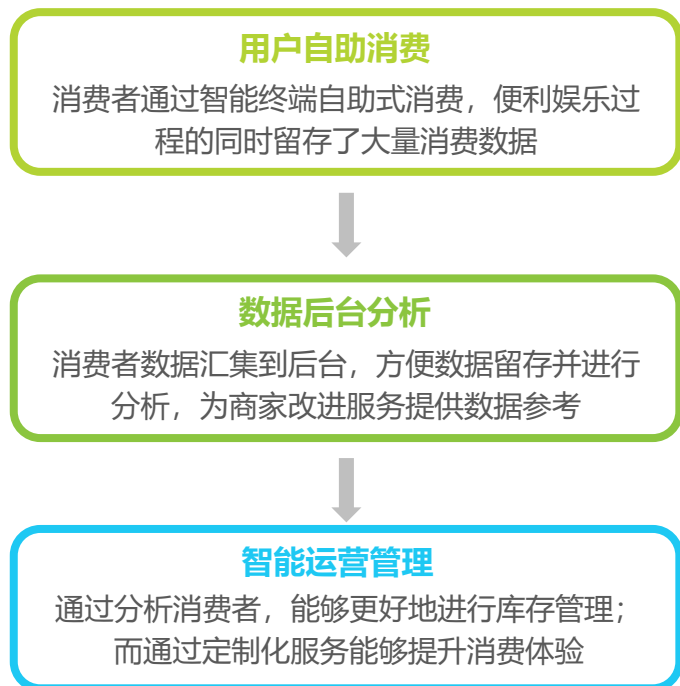 用户自助消费
消费者通过智能终端自助式消费，便利娱乐过
程的同时留存了大量消费数据
数据后台分析
消费者数据汇集到后台，方便数据留存并进行
分析，为商家改进服务提供数据参考
智能运营管理
通过分析消费者，能够更好地进行库存管理；
而通过定制化服务能够提升消费体验